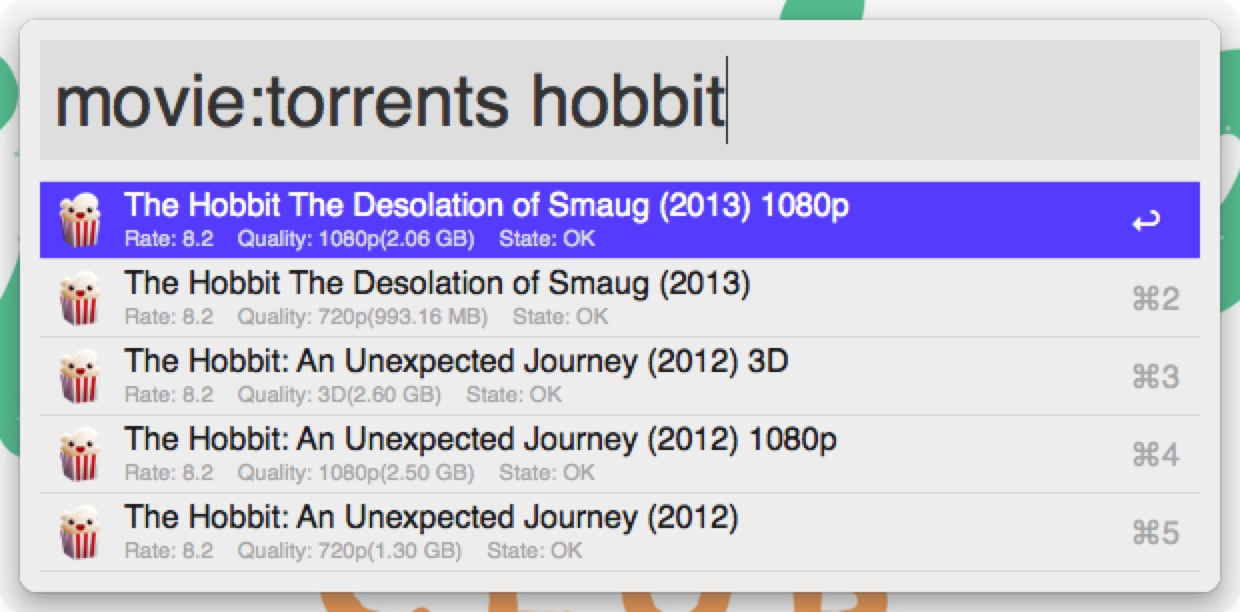 movie:torrents hobbit
The Hobbit The Desolation of Smaug (2013) 1080p
Rate: 8.2 Quality: 1080p(2.06 GB) State: OK
↩
The Hobbit The Desolation of Smaug (2013)
Rate: 8.2 Quality: 720p(993.16 MB) State: OK
⌘2
The Hobbit: An Unexpected Journey (2012) 3D
Rate: 8.2 Quality: 3D(2.60 GB) State: OK
⌘3
The Hobbit: An Unexpected Journey (2012) 1080p
Rate: 8.2 Quality: 1080p(2.50 GB) State: OK
⌘4
The Hobbit: An Unexpected Journey (2012)
Rate: 8.2 Quality: 720p(1.30 GB) State: OK
⌘5